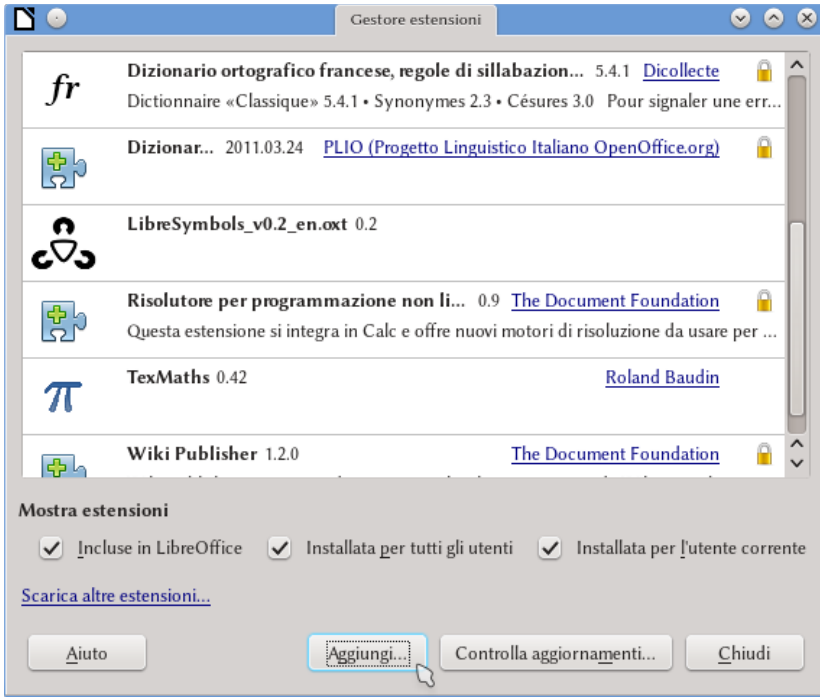 Gestore estensioni
fr
Dizionario ortografico francese, regole di sillabazion... 5.4.1 Dicollecte
Dictionnaire «Classique» 5.4.1 • Synonymes 2.3 • Césures 3.0 Pour signaler une err...
Dizionar... 2011.03.24 PLIO (Progetto Linguistico Italiano OpenOffice.org)
LibreSymbols_v0.2_en.oxt 0.2
Risolutore per programmazione non li... 0.9 The Document Foundation
Questa estensione si integra in Calc e offre nuovi motori di risoluzione da usare per ...
π
TexMaths 0.42 Roland Baudin
Wiki Publisher 1.2.0 The Document Foundation
Mostra estensioni
Incluse in LibreOffice Installata per tutti gli utenti Installata per l'utente corrente
Scarica altre estensioni...
Aiuto Aggiungi... Controlla aggiornamenti... Chiudi